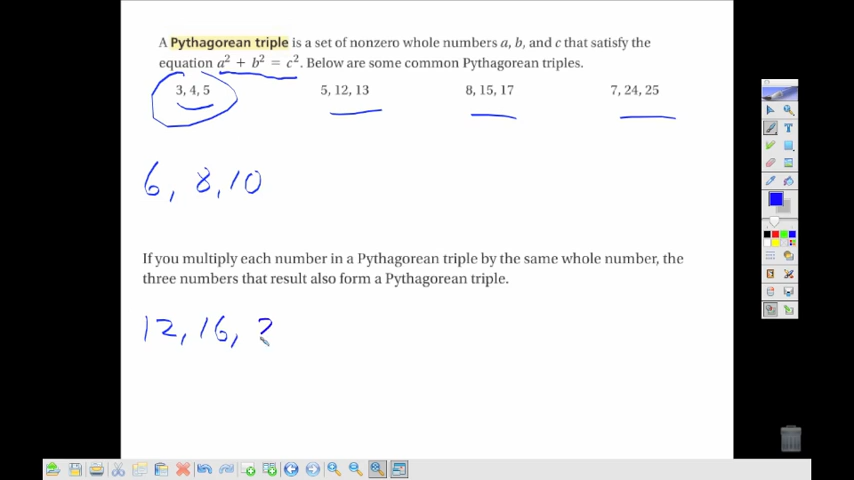 A Pythagorean triple is a set of nonzero whole numbers a, b, and c that satisfy the
equation a² + b² = c². Below are some common Pythagorean triples.
3, 4, 5 5, 12, 13 8, 15, 17 7, 24, 25
6, 8, 10
If you multiply each number in a Pythagorean triple by the same whole number, the
three numbers that result also form a Pythagorean triple.
12, 16, 2